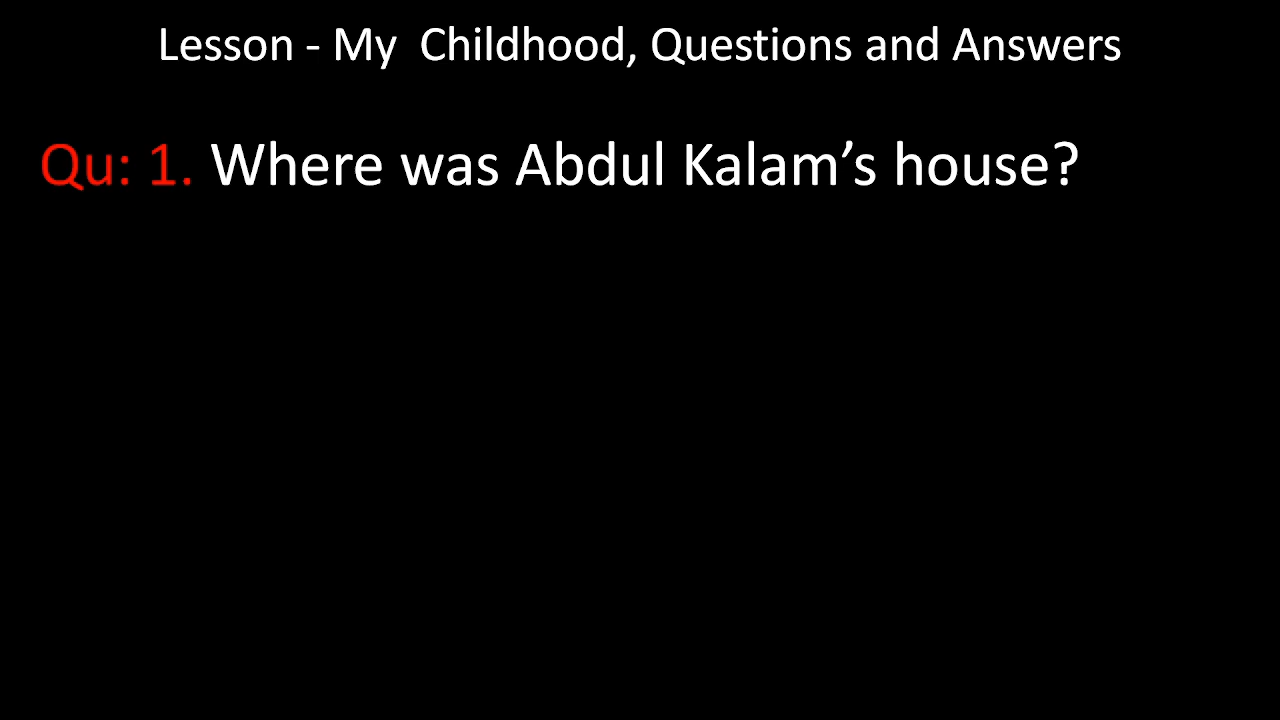 Lesson - My  Childhood, Questions and Answers
Qu: 1. Where was Abdul Kalam’s house?